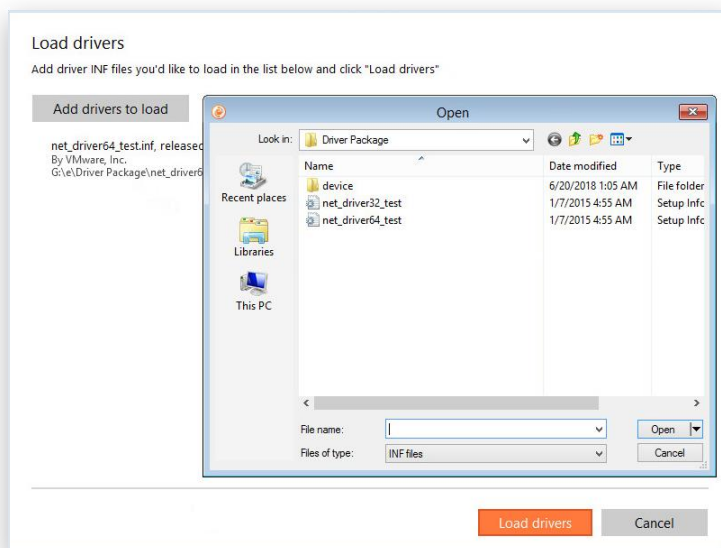 Load drivers
Add driver INF files you'd like to load in the list below and click "Load drivers"
Add drivers to load
net_driver64_test.inf, released
By VMware, Inc.
G:\e\Driver Package\net_driver6
Open
Look in: Driver Package
Name Date modified Type
device 6/20/2018 1:05 AM File folder
net_driver32_test 1/7/2015 4:55 AM Setup Info
net_driver64_test 1/7/2015 4:55 AM Setup Info
Recent places
Libraries
This PC
File name: Open
Files of type: INF files Cancel
Load drivers Cancel